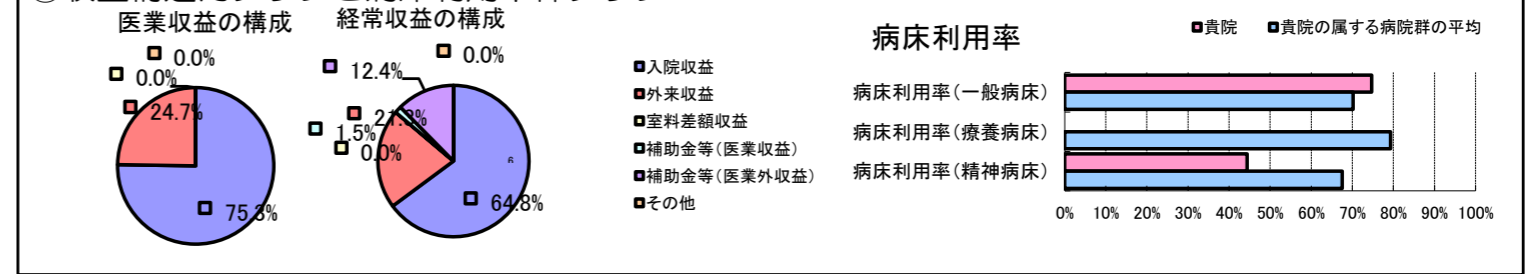 医業収益の構成
0.0%
0.0%
24.7%
75.3%
経常収益の構成
0.0%
12.4%
1.5%
0.0%
64.8%
入院収益
外来収益
室料差額収益
補助金等(医業収益)
補助金等(医業外収益)
その他
病床利用率
貴院
貴院の属する病院群の平均
病床利用率(一般病床)
病床利用率(療養病床)
病床利用率(精神病床)
0% 10% 20% 30% 40% 50% 60% 70% 80% 90% 100%